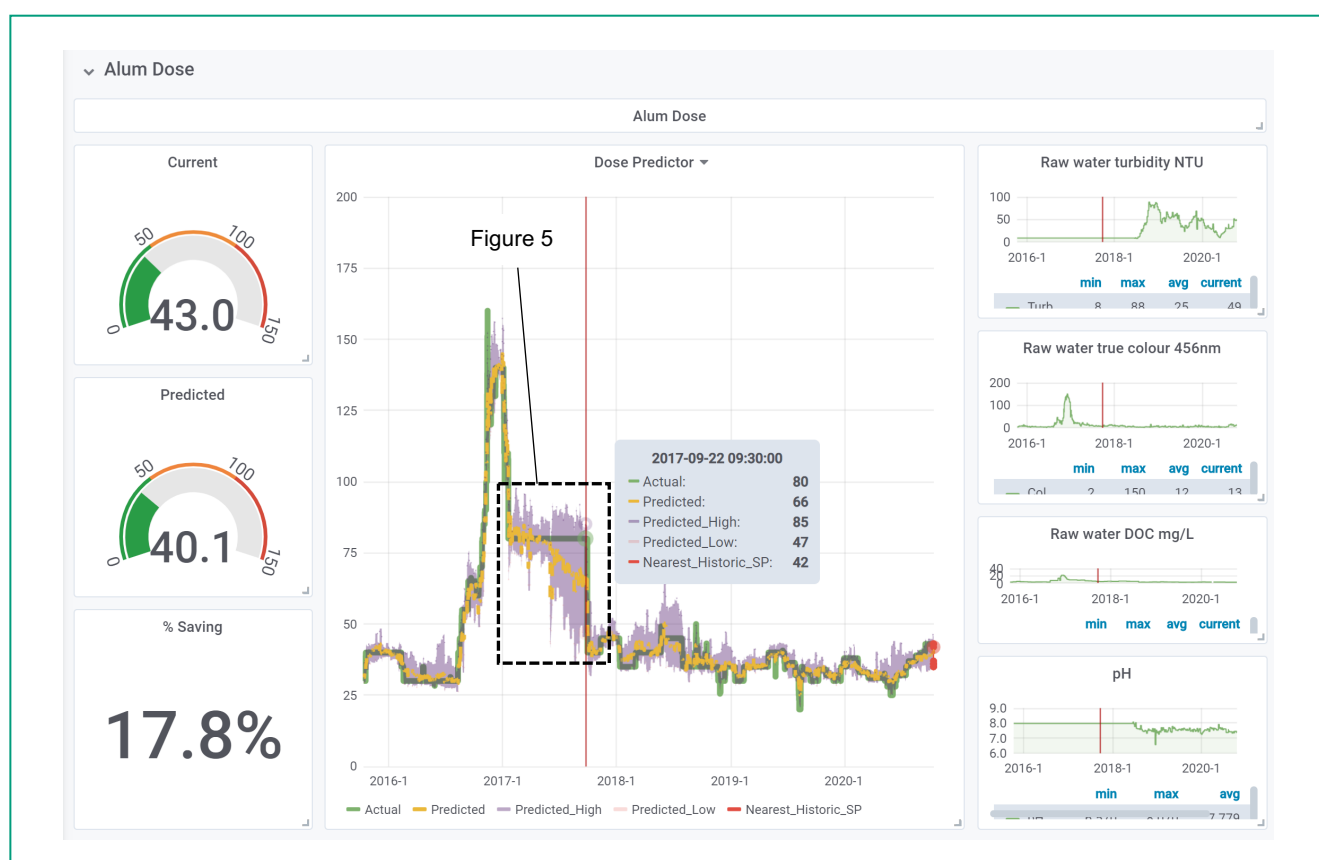 Alum Dose
Alum Dose
Current
0
50
100
150
43.0
Predicted
0
50
100
150
40.1
% Saving
17.8%
Dose Predictor
200
175
150
125
100
75
50
25
0
2016-1 2017-1 2018-1 2019-1 2020-1
Figure 5
2017-09-22 09:30:00
Actual: 80
Predicted: 66
Predicted_High: 85
Predicted_Low: 47
Nearest_Historic_SP: 42
Actual Predicted Predicted_High Predicted_Low Nearest_Historic_SP
Raw water turbidity NTU
100
50
0
2016-1 2018-1 2020-1
min max avg current
Turb 8 88 25 49
Raw water true colour 456nm
200
100
0
2016-1 2018-1 2020-1
min max avg current
Col 2 150 12 13
Raw water DOC mg/L
40
20
0
2016-1 2018-1 2020-1
min max avg current
pH
9.0
8.0
7.0
6.0
2016-1 2018-1 2020-1
min max avg
7.779